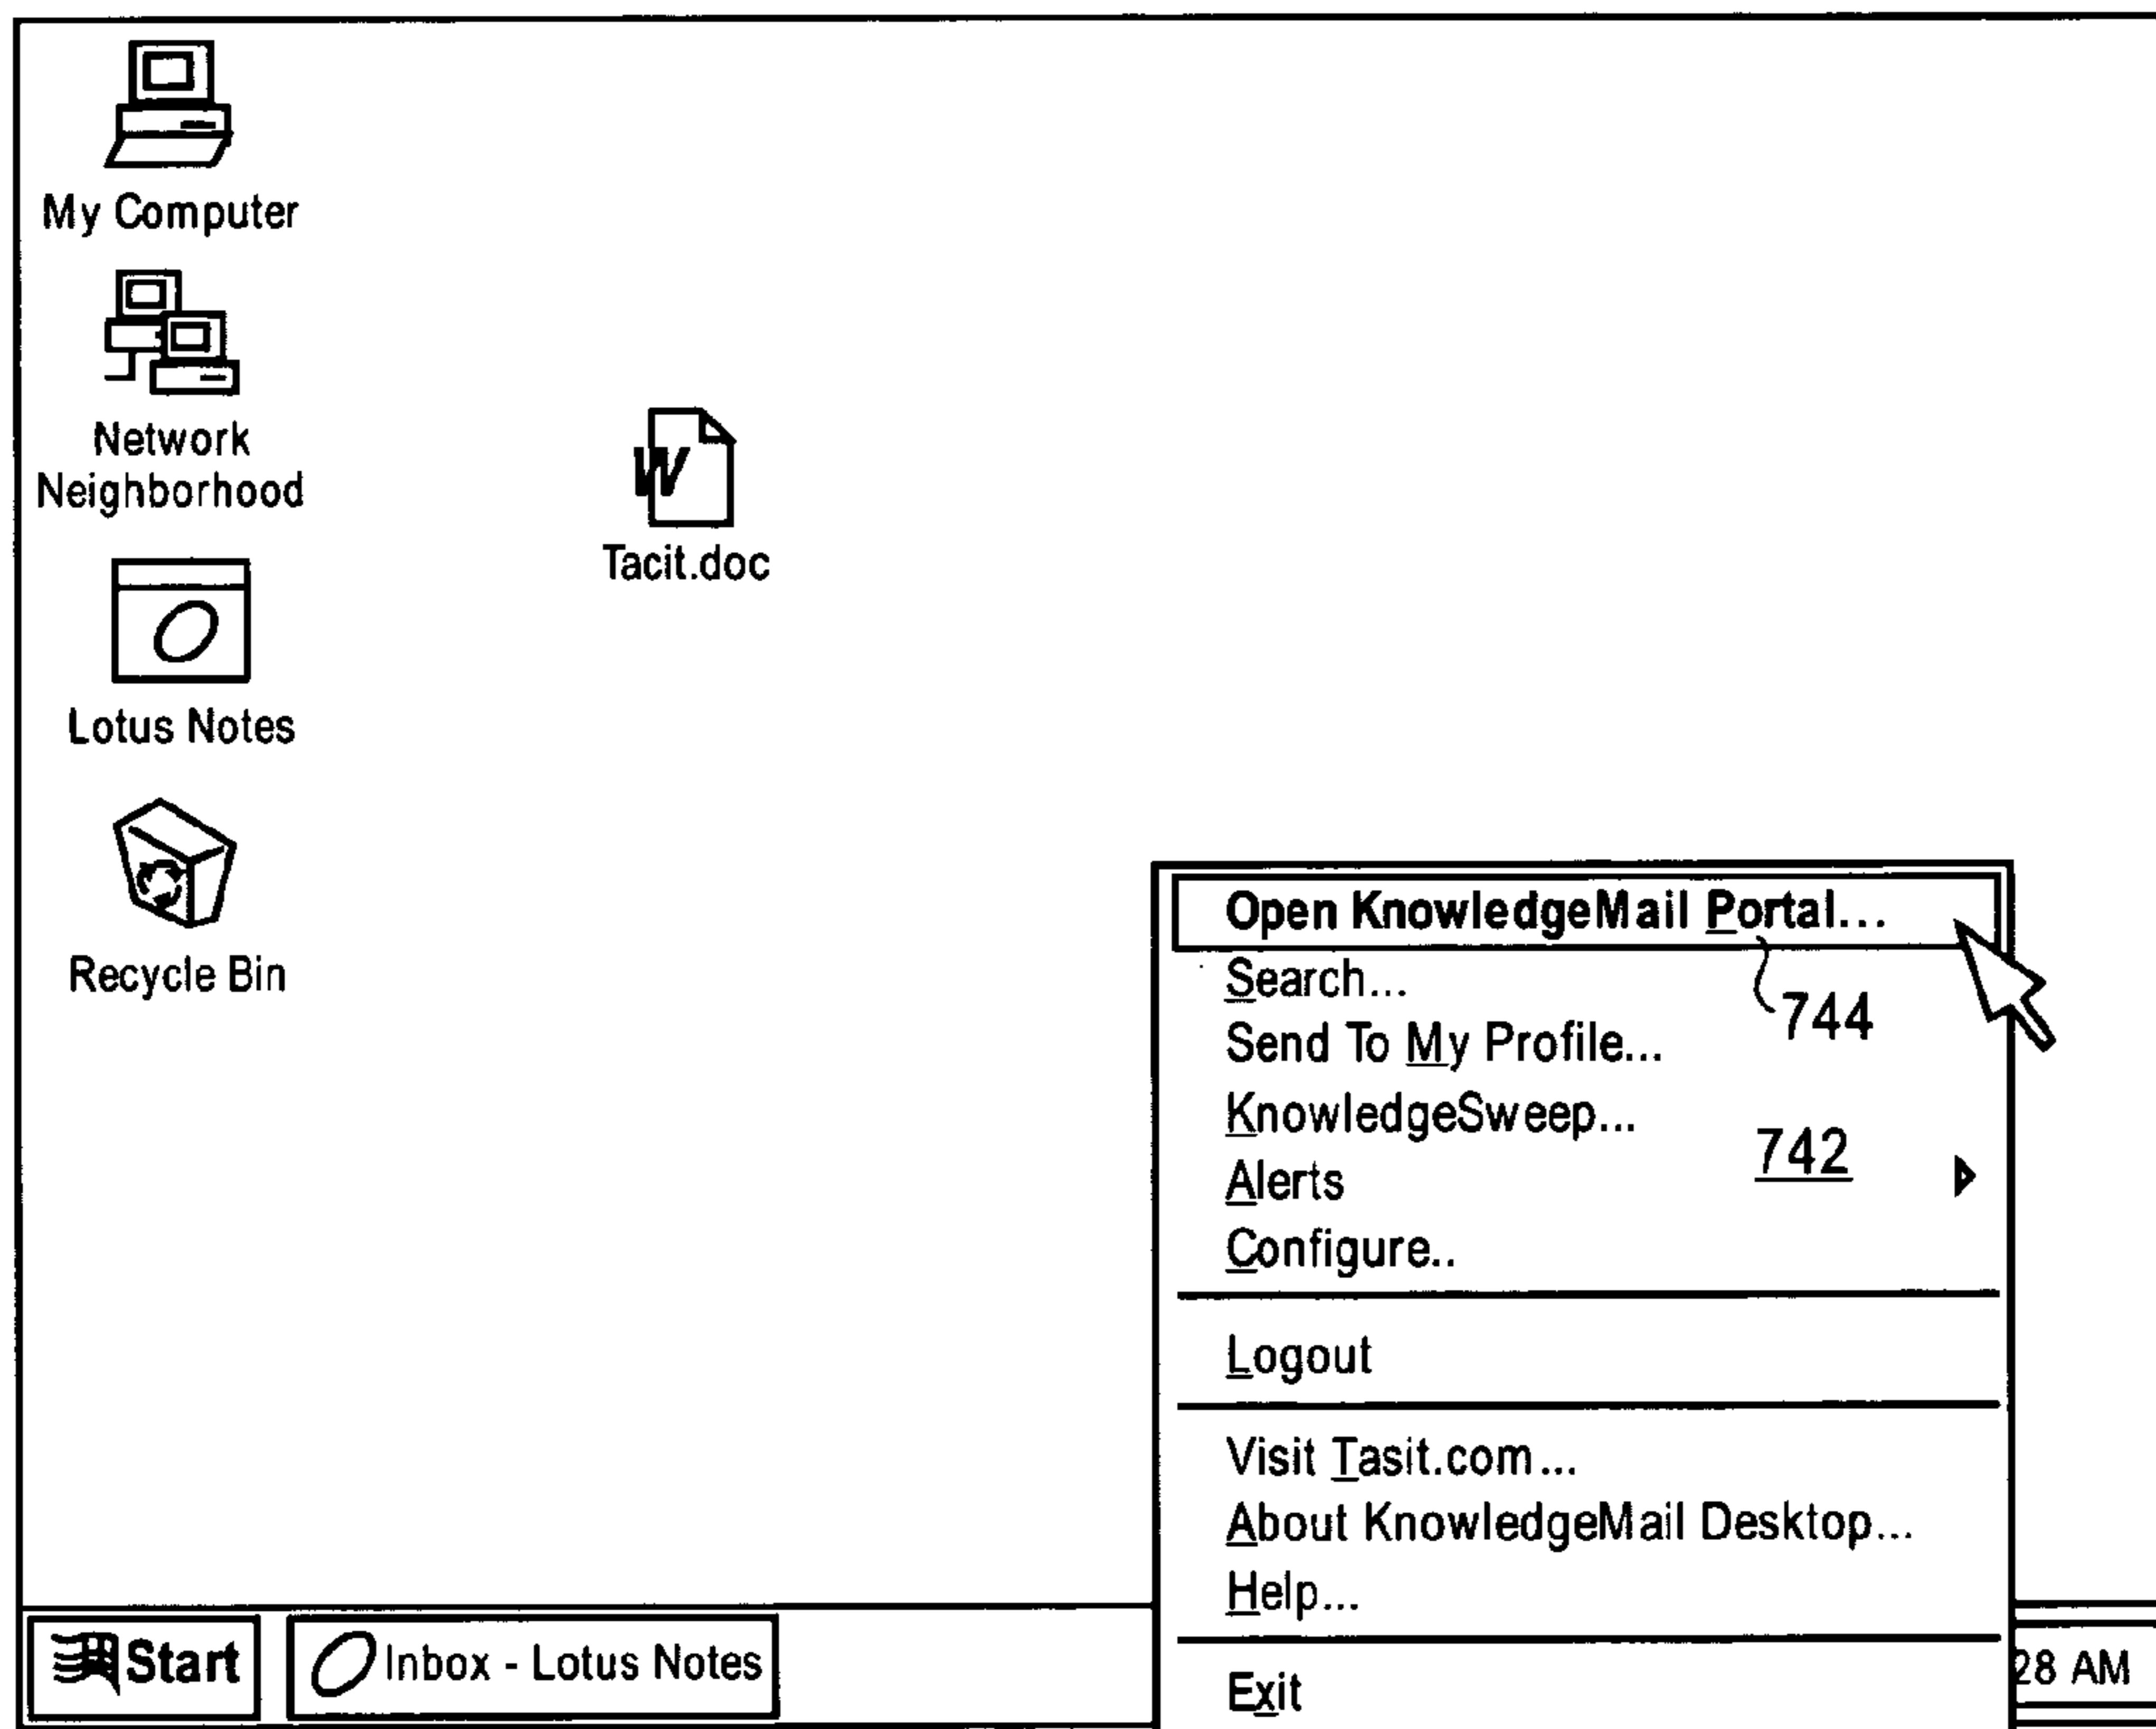 My Computer
Network
Neighborhood
W
Tacit.doc
Lotus Notes
Recycle Bin
Open KnowledgeMail Portal...
744
Search...
Send To My Profile...
KnowledgeSweep...
742
Alerts
Configure..
Logout
Visit Tasit.com...
About KnowledgeMail Desktop...
Help...
Exit
Start
Inbox - Lotus Notes
28 AM